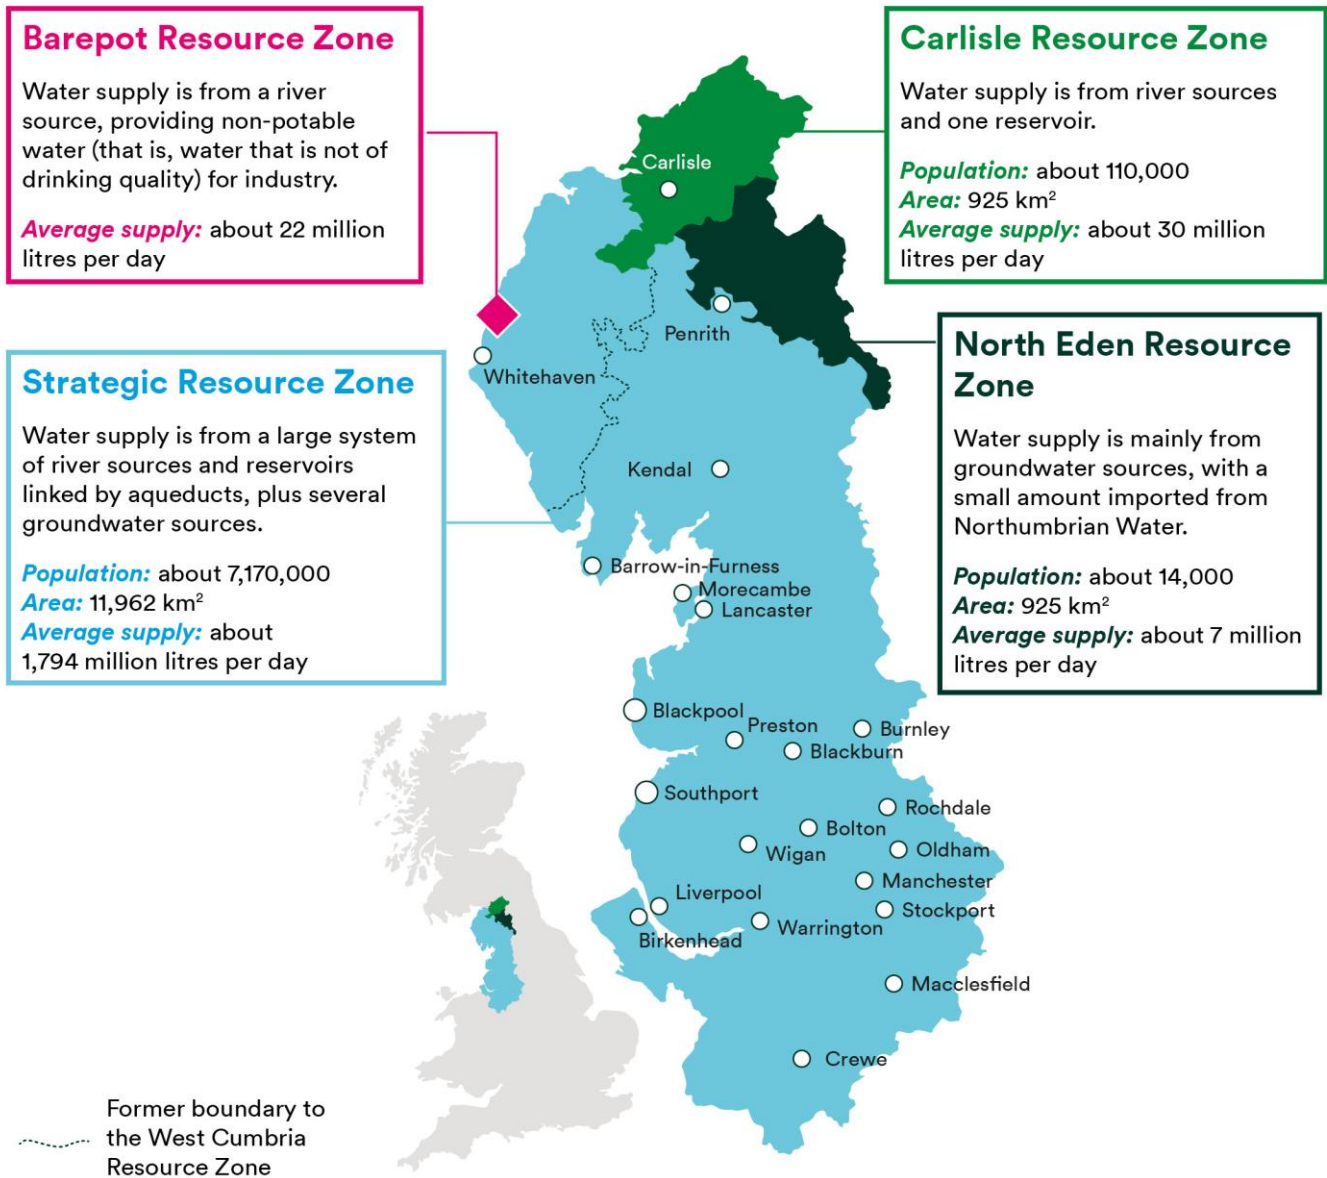 Barepot Resource Zone
Water supply is from a river
source, providing non-potable
water (that is, water that is not of
drinking quality) for industry.
Average supply: about 22 million
litres per day
Carlisle Resource Zone
Water supply is from river sources
and one reservoir.
Population: about 110,000
Area: 925 km²
Average supply: about 30 million
litres per day
Strategic Resource Zone
Water supply is from a large system
of river sources and reservoirs
linked by aqueducts, plus several
groundwater sources.
Population: about 7,170,000
Area: 11,962 km²
Average supply: about
1,794 million litres per day
North Eden Resource
Zone
Water supply is mainly from
groundwater sources, with a
small amount imported from
Northumbrian Water.
Population: about 14,000
Area: 925 km²
Average supply: about 7 million
litres per day
Carlisle
Penrith
Whitehaven
Kendal
Barrow-in-Furness
Morecambe
Lancaster
Blackpool
Preston
Burnley
Blackburn
Southport
Rochdale
Bolton
Wigan
Oldham
Manchester
Liverpool
Stockport
Warrington
Birkenhead
Macclesfield
Crewe
Former boundary to
the West Cumbria
Resource Zone